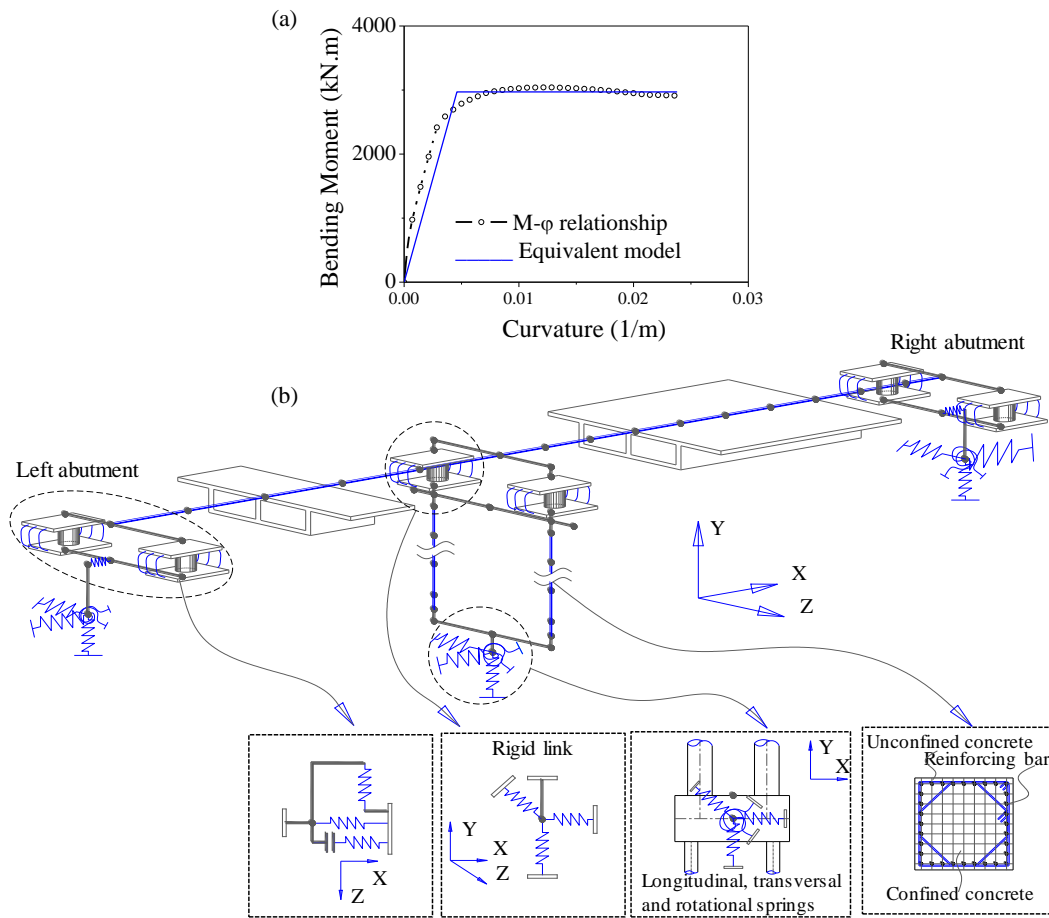 (a)
4000
2000
0
0.00
0.01
0.02
0.03
Bending Moment (kN.m)
M-φ relationship
Equivalent model
Curvature (1/m)
Right abutment
(b)
Left abutment
Y
X
Z
X
Z
Rigid link
Y
X
Z
Y
X
Longitudinal, transversal
and rotational springs
Unconfined concrete
Reinforcing bar
Confined concrete